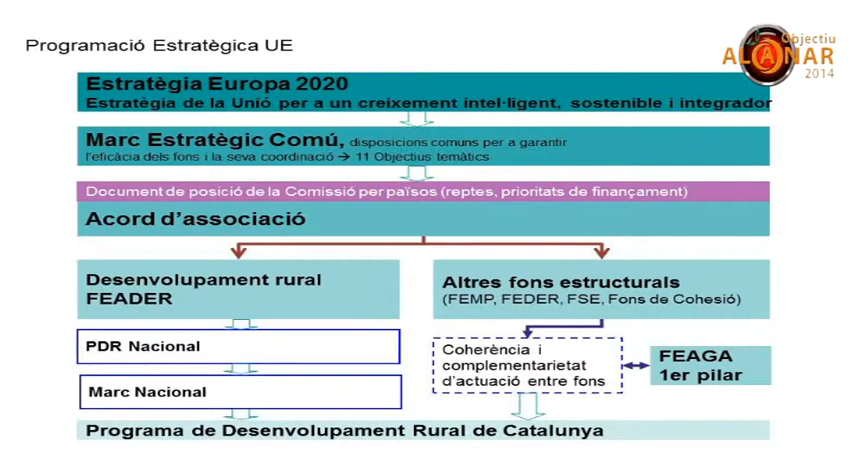 Programació Estratègica UE
Objectiu
ALANAR
2014
Estratègia Europa 2020
Estratègia de la Unió per a un creixement intel·ligent, sostenible i integrador
Marc Estratègic Comú, disposicions comuns per a garantir
l'eficàcia dels fons i la seva coordinació → 11 Objectius temàtics
Document de posició de la Comissió per països (reptes, prioritats de finançament)
Acord d'associació
Desenvolupament rural
FEADER
Altres fons estructurals
(FEMP, FEDER, FSE, Fons de Cohesió)
PDR Nacional
Marc Nacional
Coherència i
complementarietat
d'actuació entre fons
FEAGA
1er pilar
Programa de Desenvolupament Rural de Catalunya